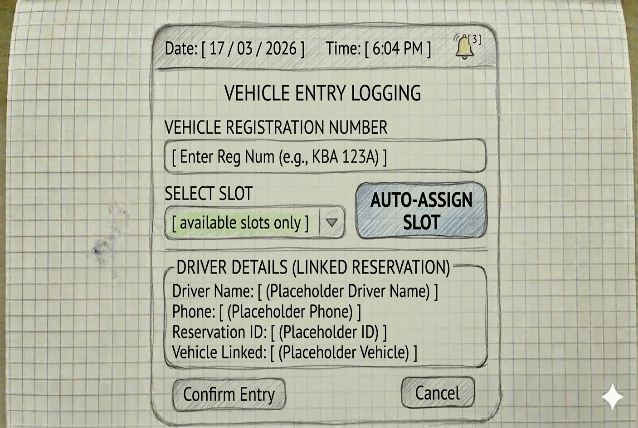 Date: [ 17 / 03 / 2026 ] Time: [ 6:04 PM ] [3]
VEHICLE ENTRY LOGGING
VEHICLE REGISTRATION NUMBER
[ Enter Reg Num (e.g., KBA 123A) ]
SELECT SLOT
[ available slots only ]
AUTO-ASSIGN
SLOT
DRIVER DETAILS (LINKED RESERVATION)
Driver Name: [ (Placeholder Driver Name) ]
Phone: [ (Placeholder Phone) ]
Reservation ID: [ (Placeholder ID) ]
Vehicle Linked: [ (Placeholder Vehicle) ]
Confirm Entry Cancel